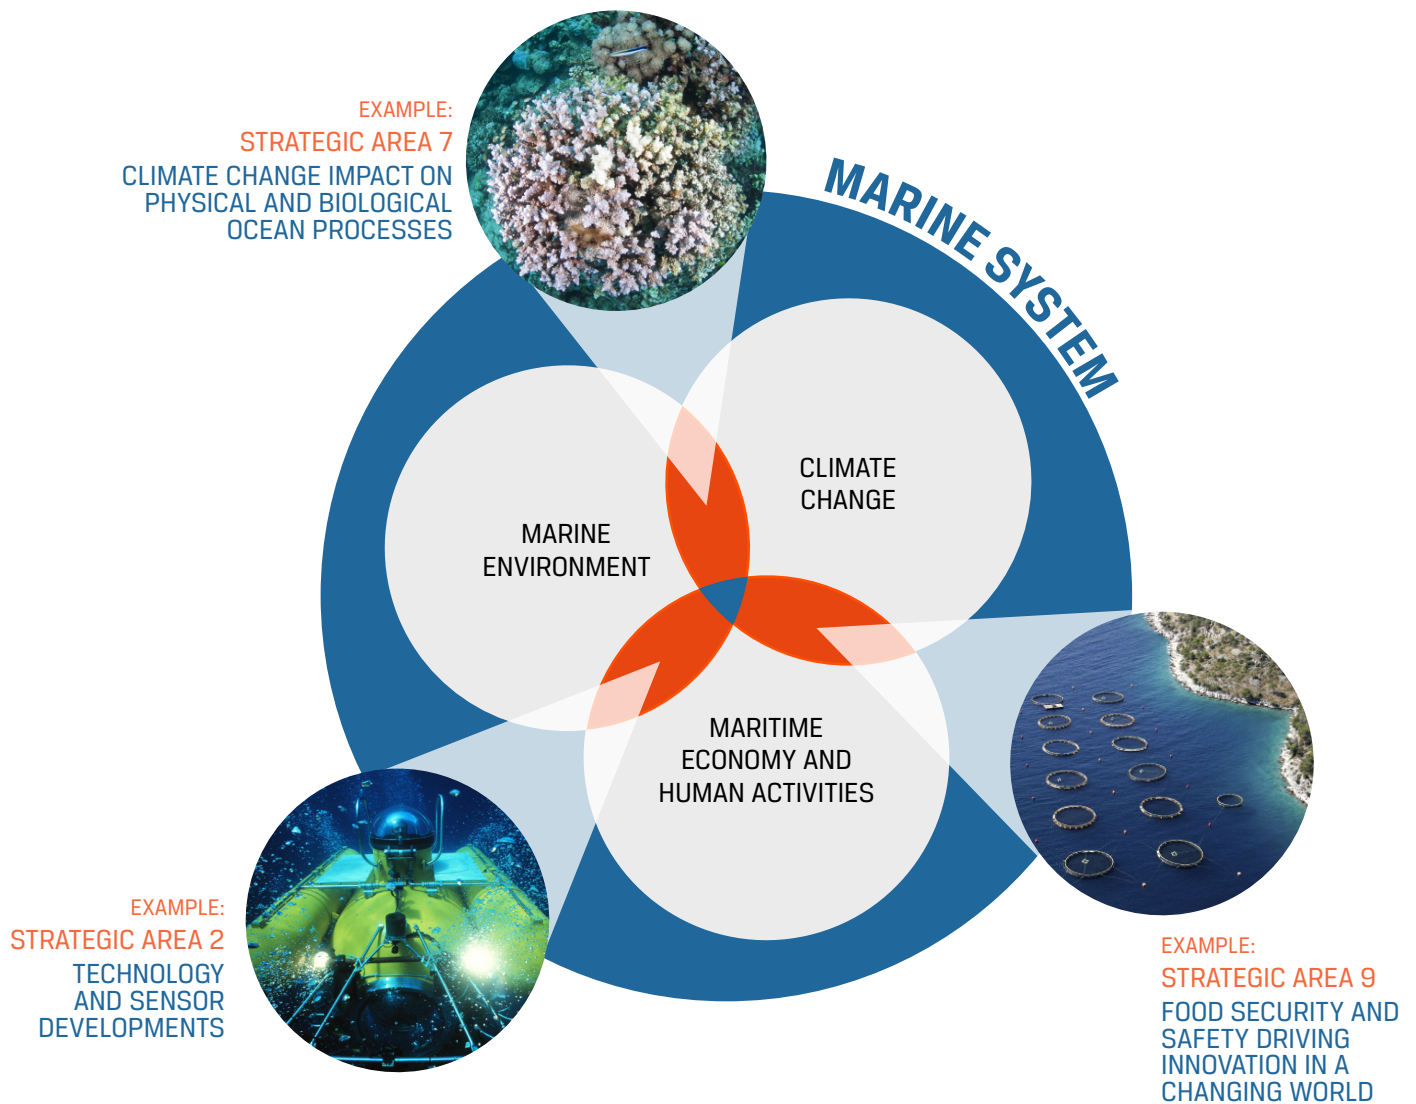 EXAMPLE:
STRATEGIC AREA 7
CLIMATE CHANGE IMPACT ON
PHYSICAL AND BIOLOGICAL
OCEAN PROCESSES
MARINE SYSTEM
CLIMATE
CHANGE
MARINE
ENVIRONMENT
MARITIME
ECONOMY AND
HUMAN ACTIVITIES
EXAMPLE:
STRATEGIC AREA 2
TECHNOLOGY
AND SENSOR
DEVELOPMENTS
EXAMPLE:
STRATEGIC AREA 9
FOOD SECURITY AND
SAFETY DRIVING
INNOVATION IN A
CHANGING WORLD